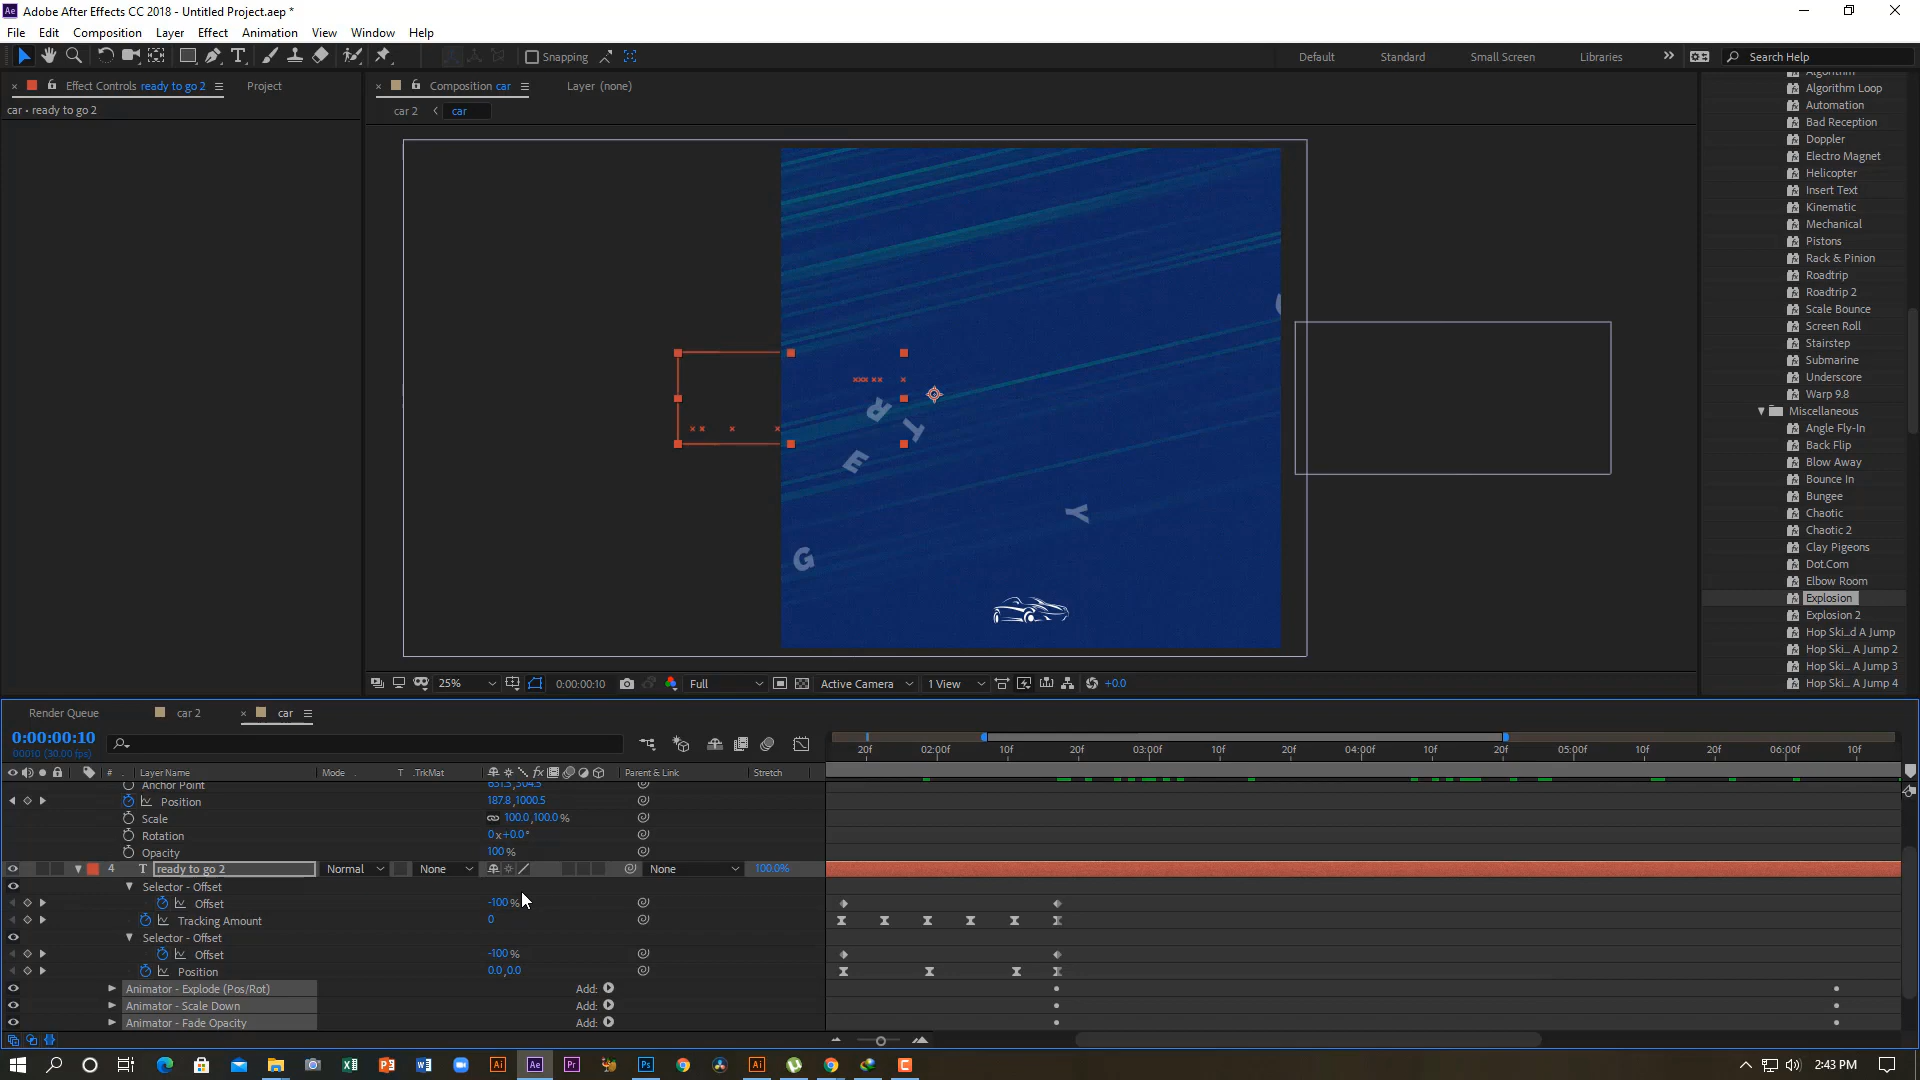 Adobe After Effects CC 2018 - Untitled Project.aep *
File Edit Composition Layer Effect Animation View Window Help
Snapping Default Standard Small Screen Libraries Search Help
Effect Controls ready to go 2 Project
Composition car Layer (none)
car • ready to go 2
car 2 car
Algorithm
Algorithm Loop
Automation
Bad Reception
Doppler
Electro Magnet
Helicopter
Insert Text
Kinematic
Mechanical
Pistons
Rack & Pinion
Roadtrip
Roadtrip 2
Scale Bounce
Screen Roll
Stairstep
Submarine
Underscore
Warp 9.8
Miscellaneous
Angle Fly-In
Back Flip
Blow Away
Bounce In
Bungee
Chaotic
Chaotic 2
Clay Pigeons
Dot.Com
Elbow Room
Explosion
Explosion 2
Hop Ski...d A Jump
Hop Ski... A Jump 2
Hop Ski... A Jump 3
Hop Ski... A Jump 4
R
T
E
Y
G
25% 0:00:00:10 Full Active Camera 1 View +0.0
Render Queue car 2 car
0:00:00:10
00010 (30.00 fps)
20f 02:00f 10f 20f 03:00f 10f 20f 04:00f 10f 20f 05:00f 10f 20f 06:00f 10f
# Layer Name Mode T .TrkMat fx Parent & Link Stretch
Anchor Point
Position 187.8,1000.5
Scale 100.0,100.0%
Rotation 0x+0.0°
Opacity 100%
4 T ready to go 2 Normal None None 100.0%
Selector - Offset
Offset -100%
Tracking Amount 0
Selector - Offset
Offset -100%
Position 0.0,0.0
Animator - Explode (Pos/Rot) Add:
Animator - Scale Down Add:
Animator - Fade Opacity Add:
2:43 PM